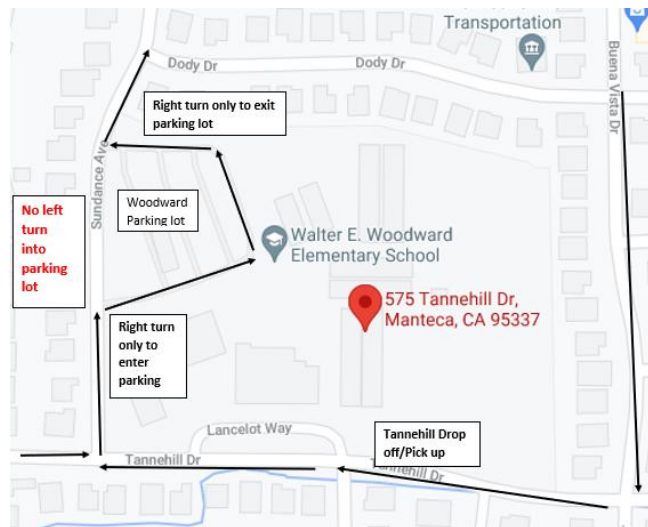 Transportation
Dody Dr
Dody Dr
Buena Vista Dr
Right turn only to exit
parking lot
Sundance Ave
No left
turn
into
parking
lot
Woodward
Parking lot
Walter E. Woodward
Elementary School
575 Tannehill Dr,
Manteca, CA 95337
Right turn
only to
enter
parking
Lancelot Way
Tannehill Drop
off/Pick up
Tannehill Dr
Tannehill Dr